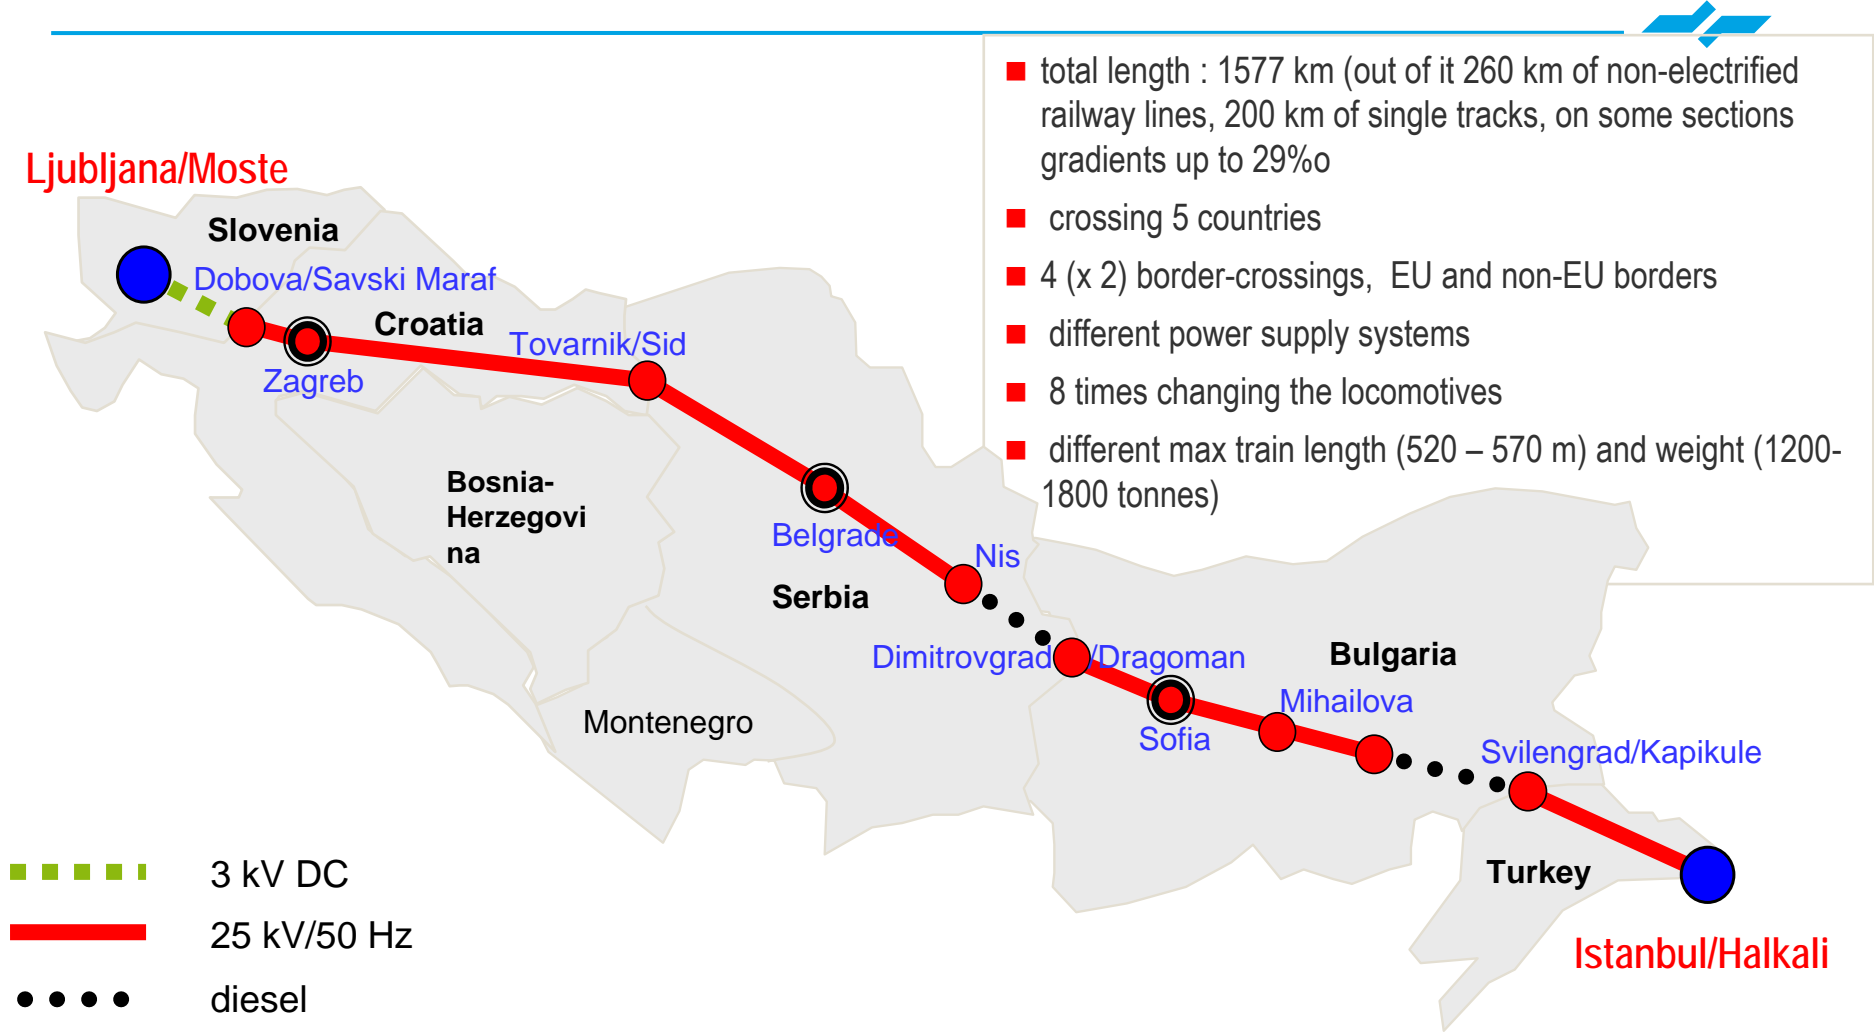 total length : 1577 km (out of it 260 km of non-electrified
railway lines, 200 km of single tracks, on some sections
gradients up to 29%o
crossing 5 countries
4 (x 2) border-crossings, EU and non-EU borders
different power supply systems
8 times changing the locomotives
different max train length (520 – 570 m) and weight (1200-
1800 tonnes)
Ljubljana/Moste
Slovenia
Dobova/Savski Maraf
Croatia
Tovarnik/Sid
Zagreb
Bosnia-
Herzegovi
na
Belgrade
Nis
Serbia
Dimitrovgrad/Dragoman
Bulgaria
Mihailova
Montenegro
Sofia
Svilengrad/Kapikule
Turkey
Istanbul/Halkali
3 kV DC
25 kV/50 Hz
diesel